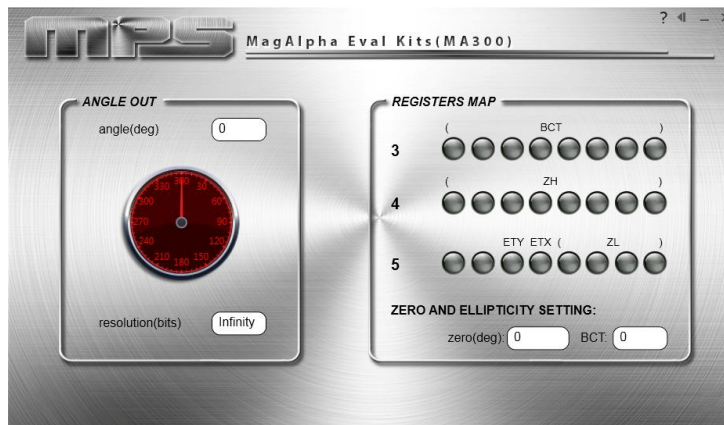 MPS
MagAlpha Eval Kits(MA300)
? 
ANGLE OUT
angle(deg) 0
330 360 30
300 60
270 90
240 120
210 180 150
resolution(bits) Infinity
REGISTERS MAP
( BCT )
3
( ZH )
4
ETY ETX ( ZL )
5
ZERO AND ELLIPTICITY SETTING:
zero(deg): 0 BCT: 0